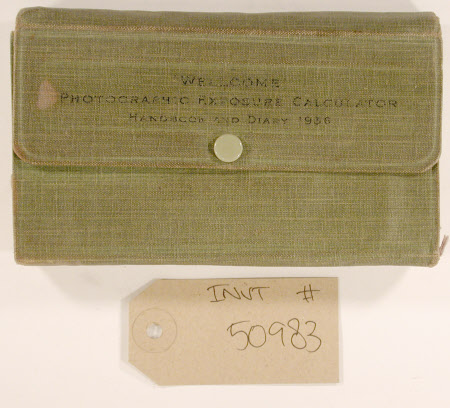 'WELLCOME'
PHOTOGRAPHIC EXPOSURE CALCULATOR
HANDBOOK AND DIARY 1936
INVT #
50983